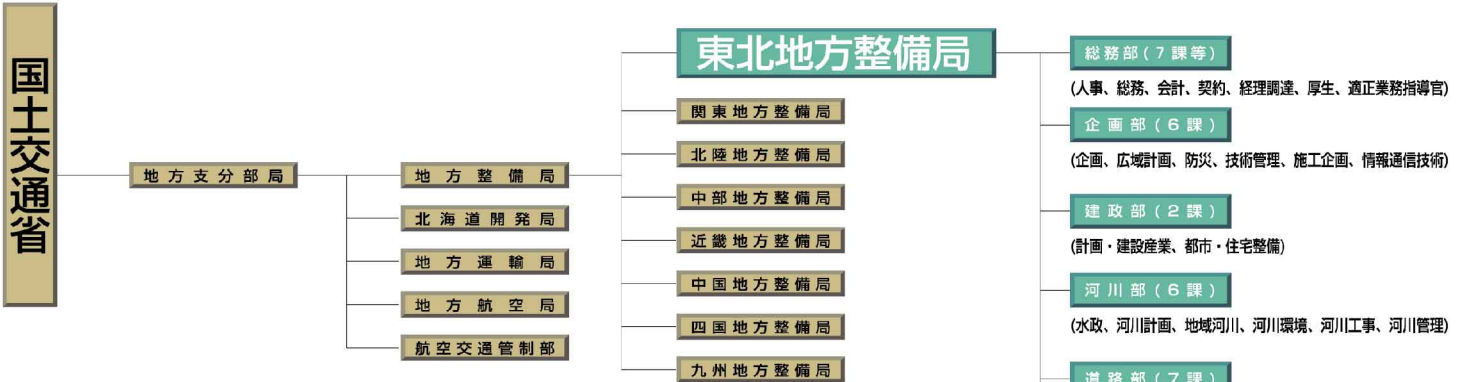 国土交通省
地方支分部局
地方整備局
北海道開発局
地方運輸局
地方航空局
航空交通管制部
東北地方整備局
関東地方整備局
北陸地方整備局
中部地方整備局
近畿地方整備局
中国地方整備局
四国地方整備局
九州地方整備局
総務部(7課等)
(人事、総務、会計、契約、経理調達、厚生、適正業務指導官)
企画部(6課)
(企画、広域計画、防災、技術管理、施工企画、情報通信技術)
建政部(2課)
(計画・建設産業、都市・住宅整備)
河川部(6課)
(水政、河川計画、地域河川、河川環境、河川工事、河川管理)
道路部(7課)